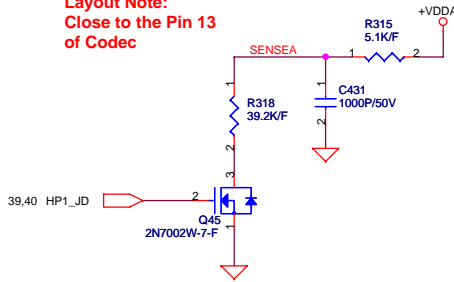 Layout Note:
Close to the Pin 13
of Codec
+VDDA
R315
5.1K/F
SENSEA
1
2
1
C431
1000P/50V
2
1
R318
39.2K/F
2
3
39,40 HP1_JD
2
Q45
2N7002W-7-F
1